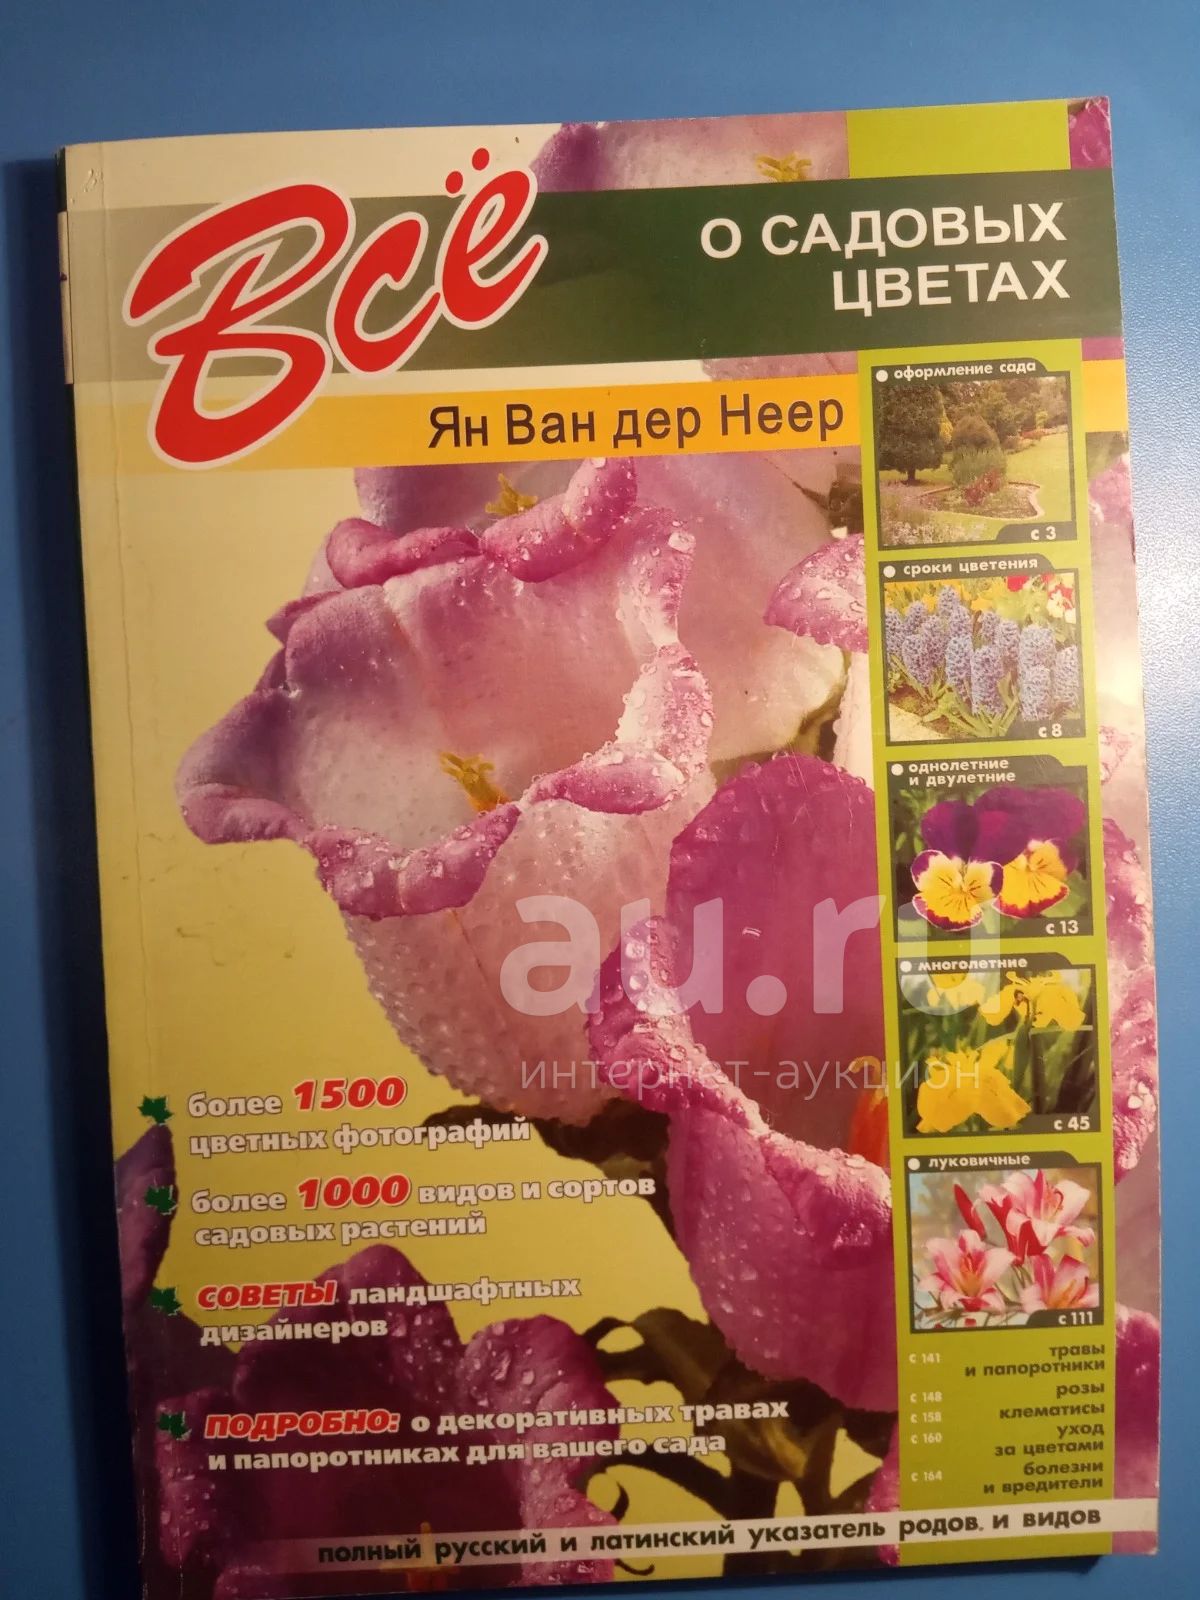 Всё
О САДОВЫХ
ЦВЕТАХ
Ян Ван дер Неер
оформление сада
с 3
сроки цветения
с 8
однолетние
и двулетние
с 13
многолетние
с 45
луковичные
с 111
с 141 травы
и папоротники
с 148 розы
с 158 клематисы
с 160 уход
за цветами
с 164 болезни
и вредители
более 1500
цветных фотографий
более 1000 видов и сортов
садовых растений
СОВЕТЫ ландшафтных
дизайнеров
ПОДРОБНО: о декоративных травах
и папоротниках для вашего сада
полный русский и латинский указатель родов и видов
au.ru
интернет-аукцион